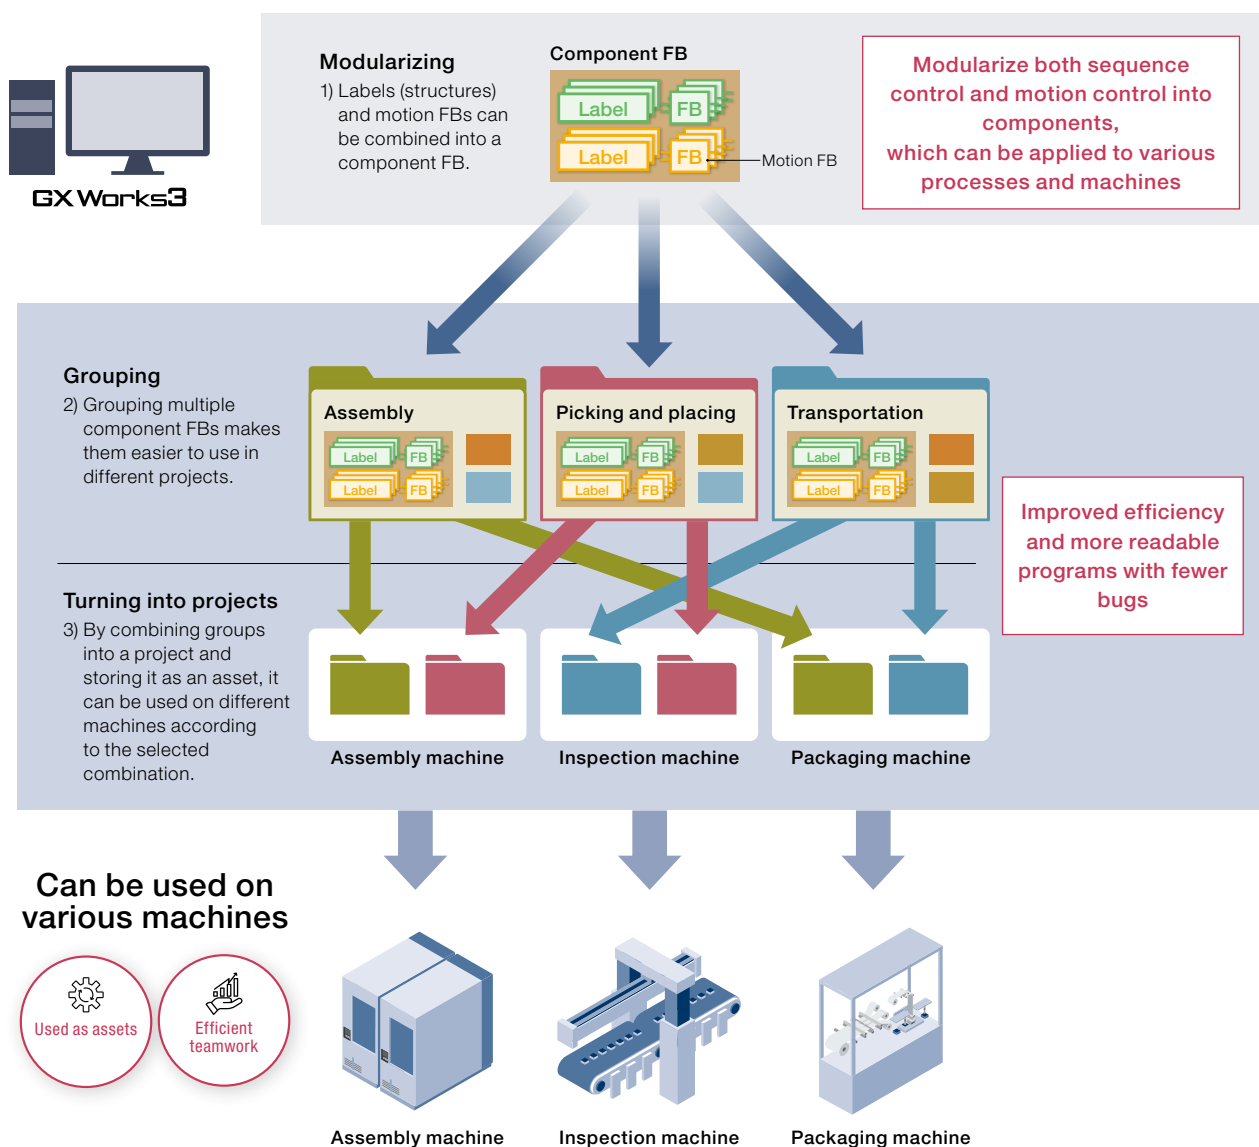 GX Works3
Modularizing
1) Labels (structures)
and motion FBs can
be combined into a
component FB.
Component FB
Label
FB
Label
FB
Motion FB
Modularize both sequence
control and motion control into
components,
which can be applied to various
processes and machines
Grouping
2) Grouping multiple
component FBs makes
them easier to use in
different projects.
Assembly
Label
FB
Label
FB
Picking and placing
Label
FB
Label
FB
Transportation
Label
FB
Label
FB
Improved efficiency
and more readable
programs with fewer
bugs
Turning into projects
3) By combining groups
into a project and
storing it as an asset, it
can be used on different
machines according
to the selected
combination.
Assembly machine
Inspection machine
Packaging machine
Can be used on
various machines
Used as assets
Efficient
teamwork
Assembly machine
Inspection machine
Packaging machine